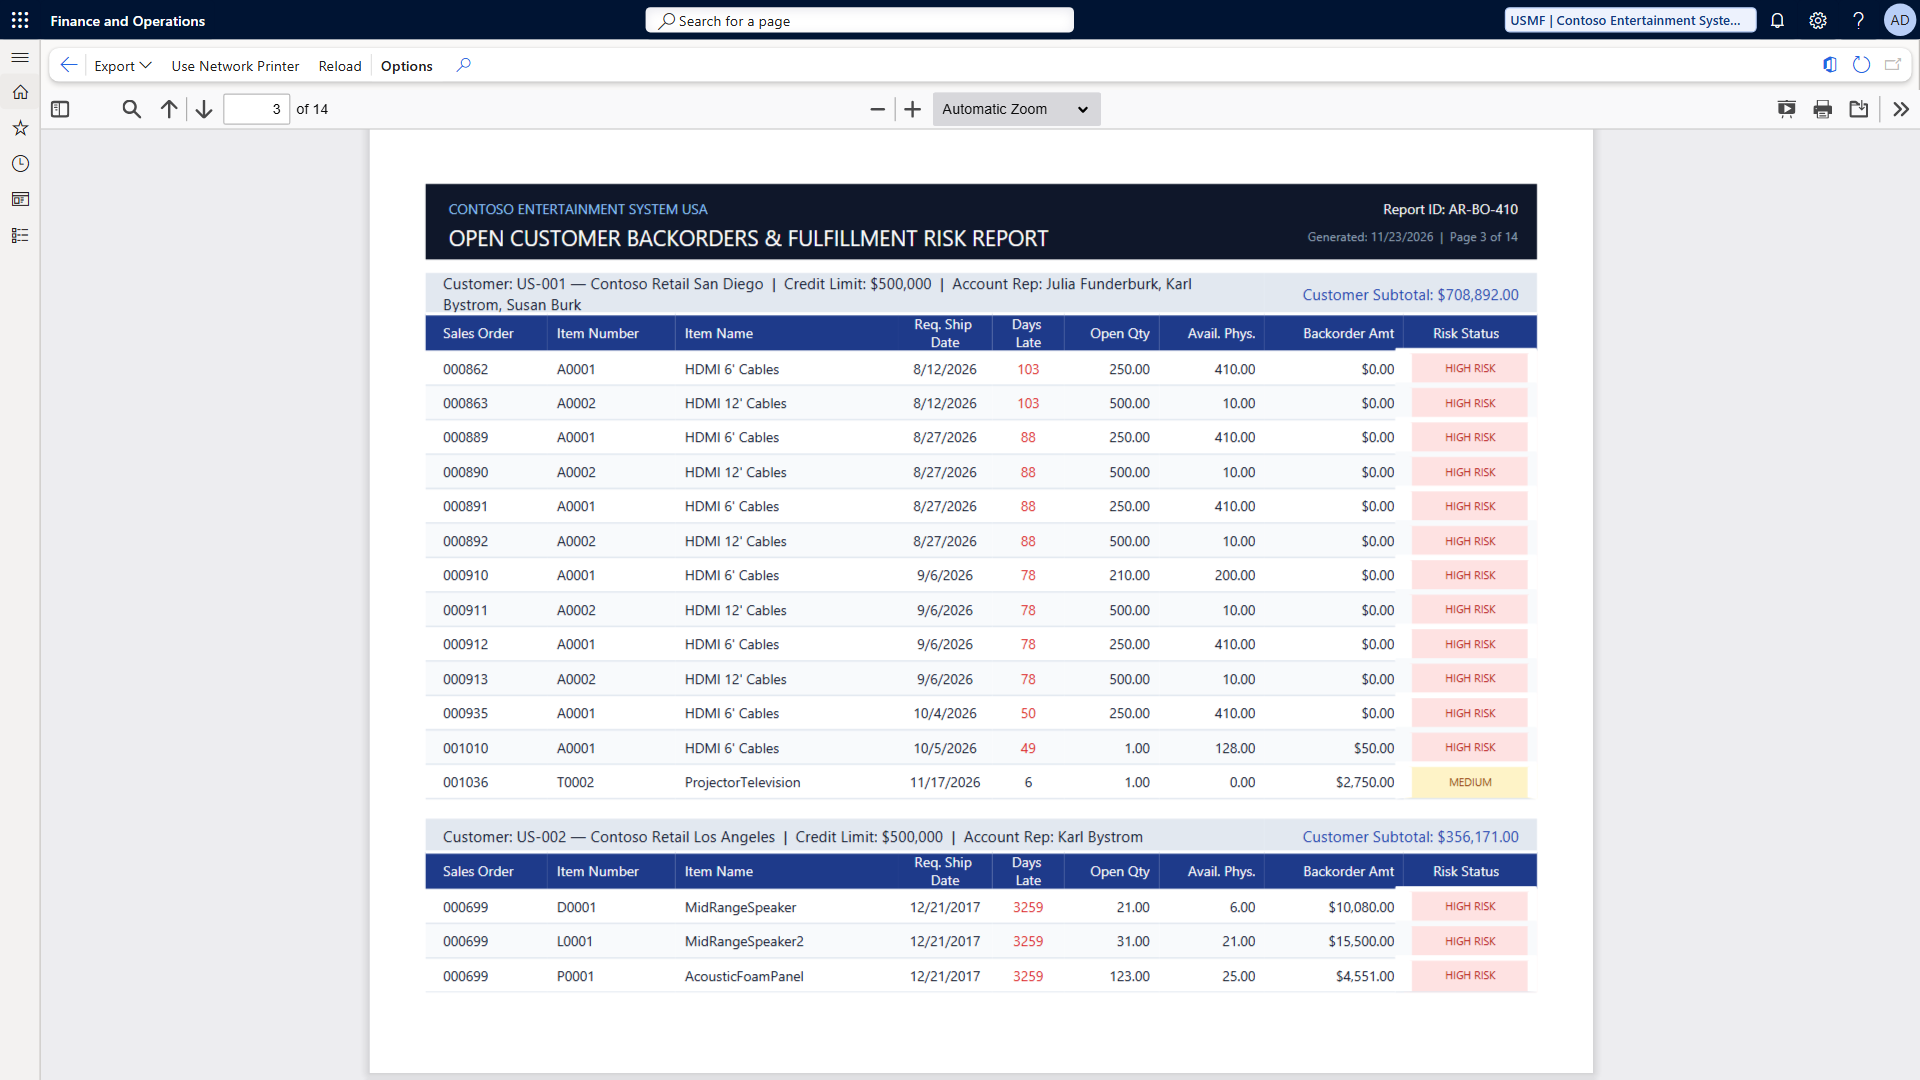 Finance and Operations
Search for a page
USMF | Contoso Entertainment Syste...
AD
Export
Use Network Printer
Reload
Options
3
of 14
Automatic Zoom
CONTOSO ENTERTAINMENT SYSTEM USA
Report ID: AR-BO-410
OPEN CUSTOMER BACKORDERS & FULFILLMENT RISK REPORT
Generated: 11/23/2026 | Page 3 of 14
Customer: US-001 — Contoso Retail San Diego | Credit Limit: $500,000 | Account Rep: Julia Funderburk, Karl
Bystrom, Susan Burk
Customer Subtotal: $708,892.00
Sales Order Item Number Item Name Req. Ship Date Days Late Open Qty Avail. Phys. Backorder Amt Risk Status
000862 A0001 HDMI 6' Cables 8/12/2026 103 250.00 410.00 $0.00 HIGH RISK
000863 A0002 HDMI 12' Cables 8/12/2026 103 500.00 10.00 $0.00 HIGH RISK
000889 A0001 HDMI 6' Cables 8/27/2026 88 250.00 410.00 $0.00 HIGH RISK
000890 A0002 HDMI 12' Cables 8/27/2026 88 500.00 10.00 $0.00 HIGH RISK
000891 A0001 HDMI 6' Cables 8/27/2026 88 250.00 410.00 $0.00 HIGH RISK
000892 A0002 HDMI 12' Cables 8/27/2026 88 500.00 10.00 $0.00 HIGH RISK
000910 A0001 HDMI 6' Cables 9/6/2026 78 210.00 200.00 $0.00 HIGH RISK
000911 A0002 HDMI 12' Cables 9/6/2026 78 500.00 10.00 $0.00 HIGH RISK
000912 A0001 HDMI 6' Cables 9/6/2026 78 250.00 410.00 $0.00 HIGH RISK
000913 A0002 HDMI 12' Cables 9/6/2026 78 500.00 10.00 $0.00 HIGH RISK
000935 A0001 HDMI 6' Cables 10/4/2026 50 250.00 410.00 $0.00 HIGH RISK
001010 A0001 HDMI 6' Cables 10/5/2026 49 1.00 128.00 $50.00 HIGH RISK
001036 T0002 ProjectorTelevision 11/17/2026 6 1.00 0.00 $2,750.00 MEDIUM
Customer: US-002 — Contoso Retail Los Angeles | Credit Limit: $500,000 | Account Rep: Karl Bystrom
Customer Subtotal: $356,171.00
Sales Order Item Number Item Name Req. Ship Date Days Late Open Qty Avail. Phys. Backorder Amt Risk Status
000699 D0001 MidRangeSpeaker 12/21/2017 3259 21.00 6.00 $10,080.00 HIGH RISK
000699 L0001 MidRangeSpeaker2 12/21/2017 3259 31.00 21.00 $15,500.00 HIGH RISK
000699 P0001 AcousticFoamPanel 12/21/2017 3259 123.00 25.00 $4,551.00 HIGH RISK